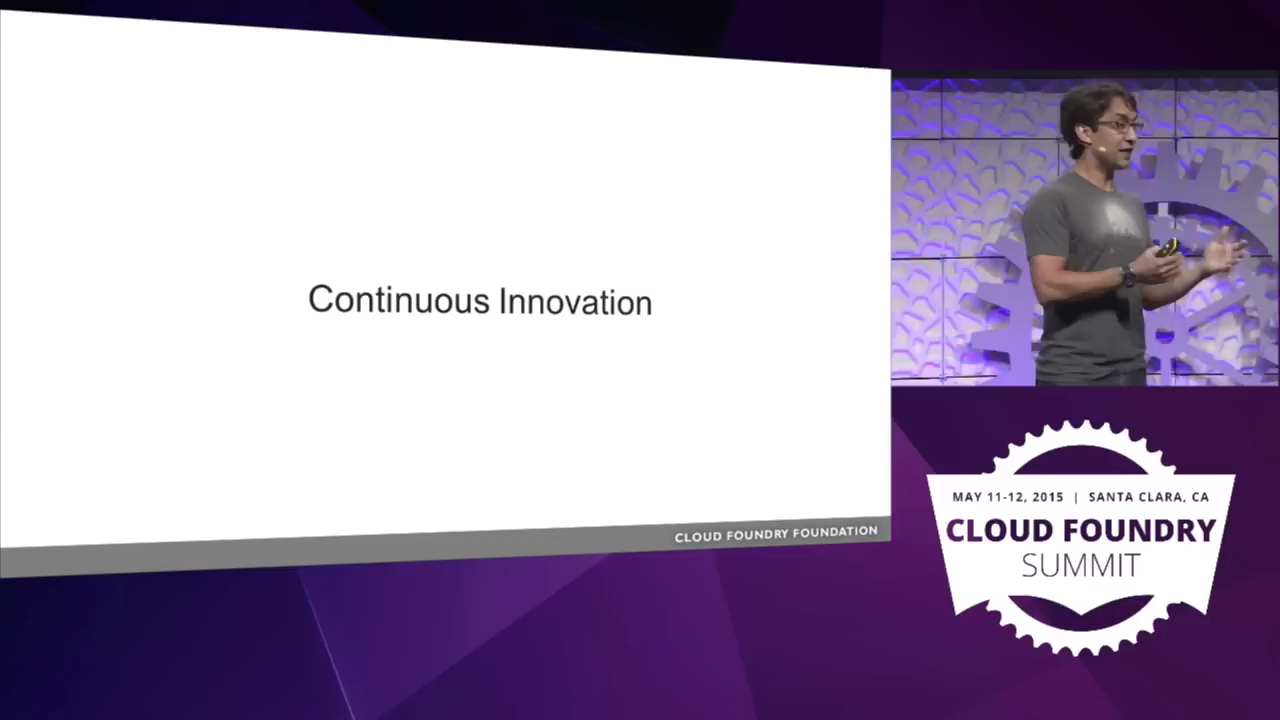 Continuous Innovation
CLOUD FOUNDRY FOUNDATION
MAY 11-12, 2015 | SANTA CLARA, CA
CLOUD FOUNDRY
SUMMIT